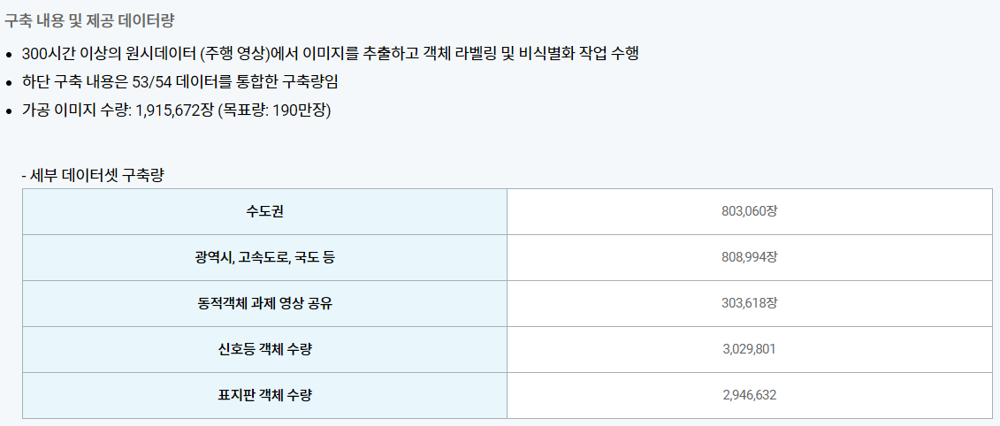 구축 내용 및 제공 데이터량
• 300시간 이상의 원시데이터 (주행 영상)에서 이미지를 추출하고 객체 라벨링 및 비식별화 작업 수행
• 하단 구축 내용은 53/54 데이터를 통합한 구축량임
• 가공 이미지 수량: 1,915,672장 (목표량: 190만장)
- 세부 데이터셋 구축량
수도권 803,060장
광역시, 고속도로, 국도 등 808,994장
동적객체 과제 영상 공유 303,618장
신호등 객체 수량 3,029,801
표지판 객체 수량 2,946,632